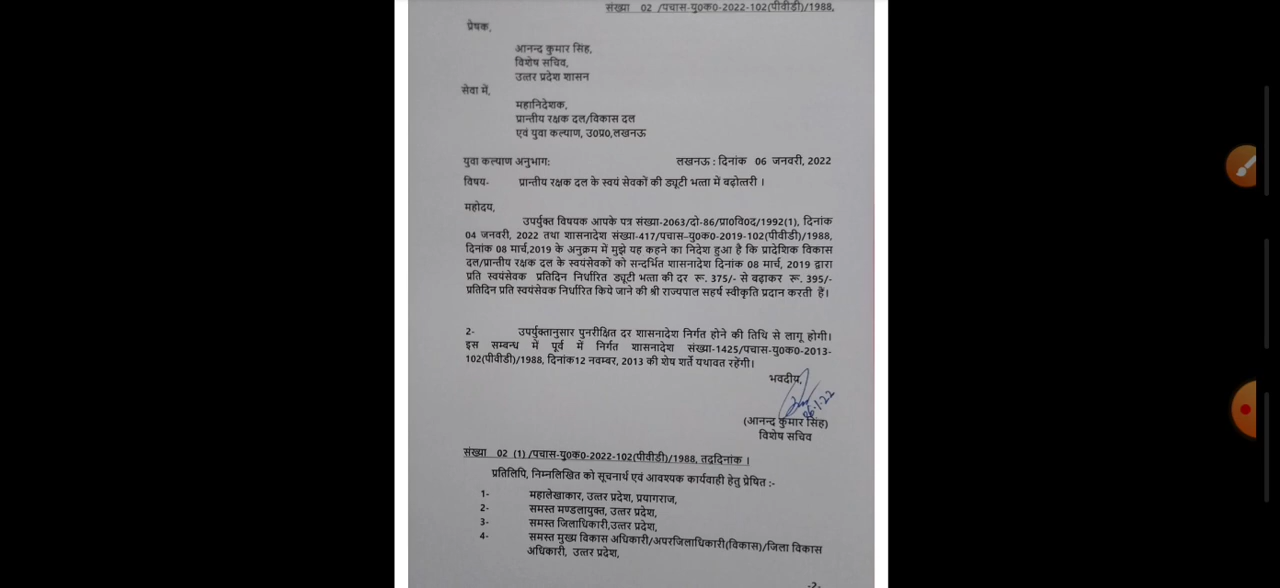 संख्या 02 /पचास-यु0क0-2022-102(पीवीडी)/1988,
प्रेषक,
आनन्द कुमार सिंह,
विशेष सचिव,
उत्तर प्रदेश शासन
सेवा में,
महानिदेशक,
प्रान्तीय रक्षक दल/विकास दल
एवं युवा कल्याण, उ0प्र0,लखनऊ
युवा कल्याण अनुभाग:
लखनऊ : दिनांक 06 जनवरी, 2022
विषय- प्रान्तीय रक्षक दल के स्वयं सेवकों की ड्यूटी भत्ता में बढ़ोत्तरी ।
महोदय,
उपर्युक्त विषयक आपके पत्र संख्या-2063/दो-86/प्रा0वि0द/1992(1), दिनांक
04 जनवरी, 2022 तथा शासनादेश संख्या-417/पचास–यु0क0-2019-102(पीवीडी)/1988,
दिनांक 08 मार्च,2019 के अनुक्रम में मुझे यह कहने का निदेश हुआ है कि प्रादेशिक विकास
दल/प्रान्तीय रक्षक दल के स्वयंसेवकों को सन्दर्भित शासनादेश दिनांक 08 मार्च, 2019 द्वारा
प्रति स्वयंसेवक प्रतिदिन निर्धारित ड्यूटी भत्ता की दर रू. 375/- से बढ़ाकर रू. 395/-
प्रतिदिन प्रति स्वयंसेवक निर्धारित किये जाने की श्री राज्यपाल सहर्ष स्वीकृति प्रदान करती हैं।
2- उपर्युक्तानुसार पुनरीक्षित दर शासनादेश निर्गत होने की तिथि से लागू होगी।
इस सम्बन्ध में पूर्व में निर्गत शासनादेश संख्या-1425/पचास-यु0क0-2013-
102(पीवीडी)/1988, दिनांक12 नवम्बर, 2013 की शेष शर्ते यथावत रहेंगी।
भवदीय,
06.1.22
(आनन्द कुमार सिंह)
विशेष सचिव
संख्या 02 (1) /पचास-यु0क0-2022-102(पीवीडी)/1988, तद्दिनांक ।
प्रतिलिपि, निम्नलिखित को सूचनार्थ एवं आवश्यक कार्यवाही हेतु प्रेषित :-
1- महालेखाकार, उत्तर प्रदेश, प्रयागराज,
2- समस्त मण्डलायुक्त, उत्तर प्रदेश,
3- समस्त जिलाधिकारी,उत्तर प्रदेश,
4- समस्त मुख्य विकास अधिकारी/अपरजिलाधिकारी(विकास)/जिला विकास
अधिकारी, उत्तर प्रदेश,
-2-